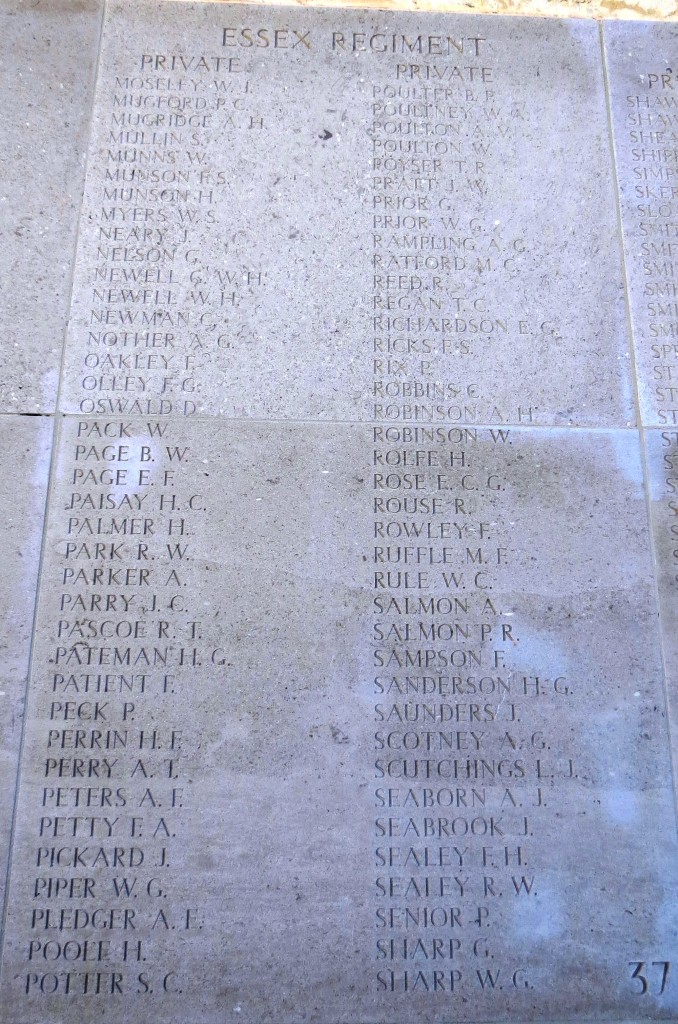 ESSEX REGIMENT
PRIVATE
MOSELEY W. J.
MUGFORD P. C.
MUGRIDGE A. H.
MULLIN S.
MUNNS W.
MUNSON F. S.
MUNSON H.
MYERS W. S.
NEARY J.
NELSON G.
NEWELL G. W. H.
NEWELL W. H.
NEWMAN C.
NOTHER A. G.
OAKLEY F.
OLLEY F. G.
OSWALD D.
PACK W.
PAGE B. W.
PAGE E. F.
PAISAY H. C.
PALMER H.
PARK R. W.
PARKER A.
PARRY J. C.
PASCOE R. T.
PATEMAN H. G.
PATIENT F.
PECK P.
PERRIN H. F.
PERRY A. T.
PETERS A. F.
PETTY F. A.
PICKARD J.
PIPER W. G.
PLEDGER A. E.
POOLE H.
POTTER S. C.
PRIVATE
POULTER B. P.
POULTNEY W. A.
POULTON A. V.
POULTON W.
POYSER T. R.
PRATT J. W.
PRIOR G.
PRIOR W. G.
RAMPLING A. G.
RATFORD M. C.
REED R.
REGAN T. C.
RICHARDSON E. G.
RICKS F. S.
RIX P.
ROBBINS C.
ROBINSON A. H.
ROBINSON W.
ROLFE H.
ROSE E. C. G.
ROUSE R.
ROWLEY F.
RUFFLE M. F.
RULE W. C.
SALMON A.
SALMON P. R.
SAMPSON F.
SANDERSON H. G.
SAUNDERS J.
SCOTNEY A. G.
SCUTCHINGS L. J.
SEABORN A. J.
SEABROOK J.
SEALEY F. H.
SEALEY R. W.
SENIOR P.
SHARP G.
SHARP W. G.
37